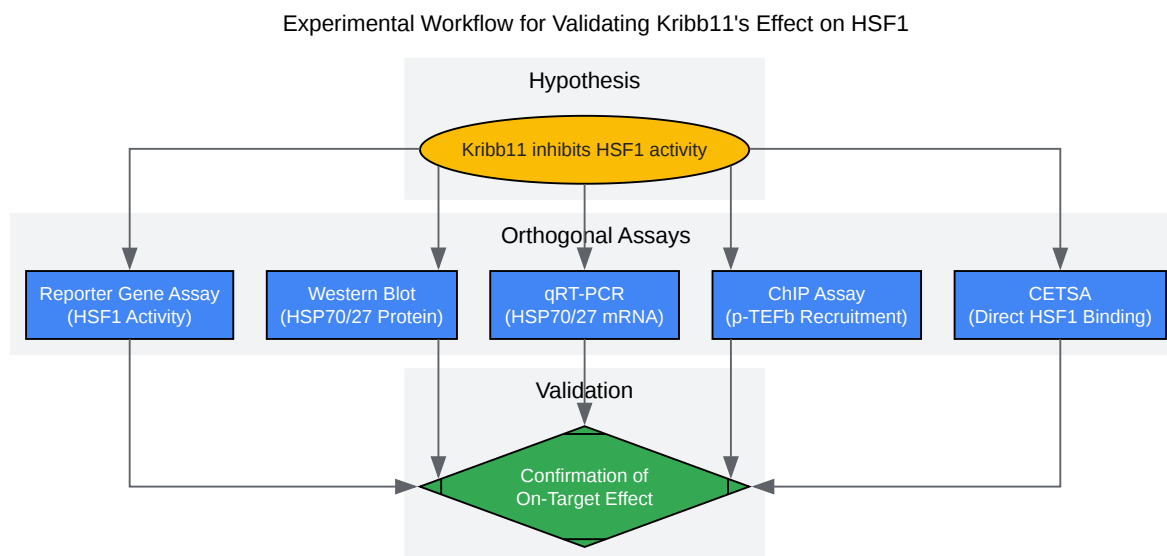 Experimental Workflow for Validating Kribb11's Effect on HSF1
Hypothesis
Kribb11 inhibits HSF1 activity
Orthogonal Assays
Reporter Gene Assay
(HSF1 Activity)
Western Blot
(HSP70/27 Protein)
qRT-PCR
(HSP70/27 mRNA)
ChIP Assay
(p-TEFb Recruitment)
CETSA
(Direct HSF1 Binding)
Validation
Confirmation of
On-Target Effect